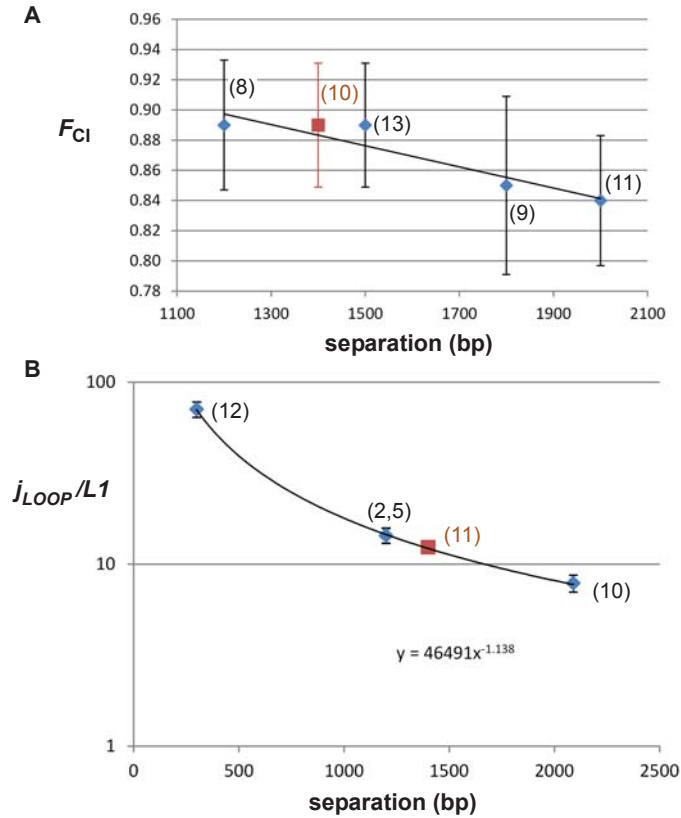 A
0.96
0.94
0.92
0.90
0.88
0.86
0.84
0.82
0.80
0.78
F_CI
(8)
(10)
(13)
(9)
(11)
1100 1300 1500 1700 1900 2100
separation (bp)
B
100
10
1
j_LOOP/L1
(12)
(2,5)
(11)
(10)
y = 46491x^-1.138
0 500 1000 1500 2000 2500
separation (bp)